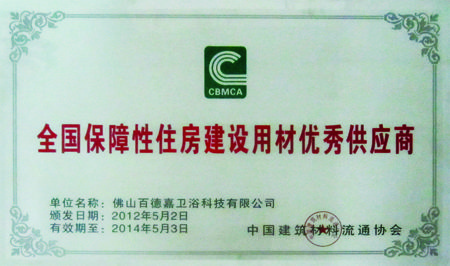 CBMCA
全国保障性住房建设用材优秀供应商
单位名称：佛山百德嘉卫浴科技有限公司
颁发日期：2012年5月2日
有效期至：2014年5月3日
中国建筑材料流通协会